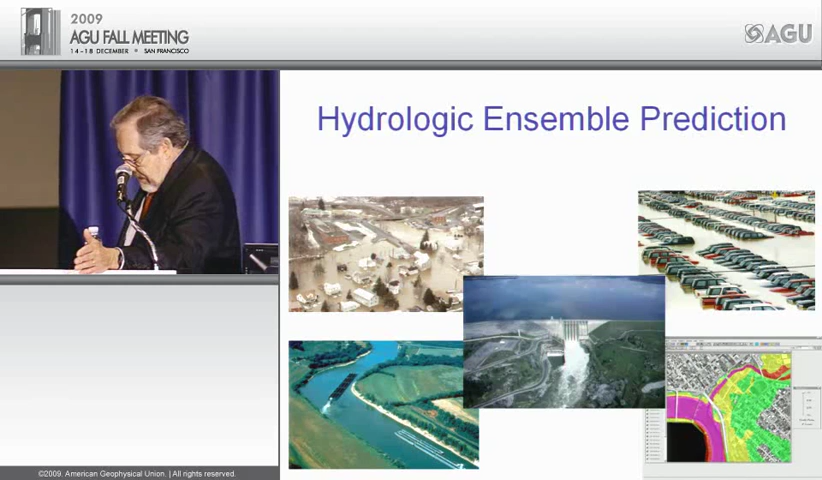 2009
AGU FALL MEETING
14-18 DECEMBER • SAN FRANCISCO
AGU
Hydrologic Ensemble Prediction
©2009. American Geophysical Union. | All rights reserved.